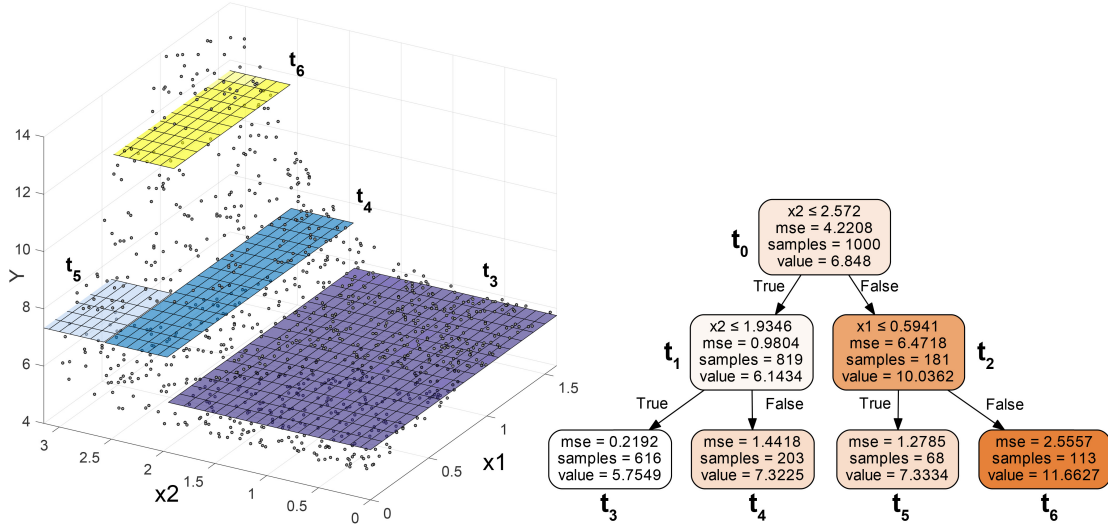 t6
14
12
t4
10
Y
t5
t3
8
6
4
3
2.5
2
1.5
1
0.5
0
0
0.5
1
1.5
x2
x1
t0
x2 ≤ 2.572
mse = 4.2208
samples = 1000
value = 6.848
True
False
t1
x2 ≤ 1.9346
mse = 0.9804
samples = 819
value = 6.1434
x1 ≤ 0.5941
mse = 6.4718
samples = 181
value = 10.0362
t2
True
False
True
False
mse = 0.2192
samples = 616
value = 5.7549
mse = 1.4418
samples = 203
value = 7.3225
mse = 1.2785
samples = 68
value = 7.3334
mse = 2.5557
samples = 113
value = 11.6627
t3
t4
t5
t6